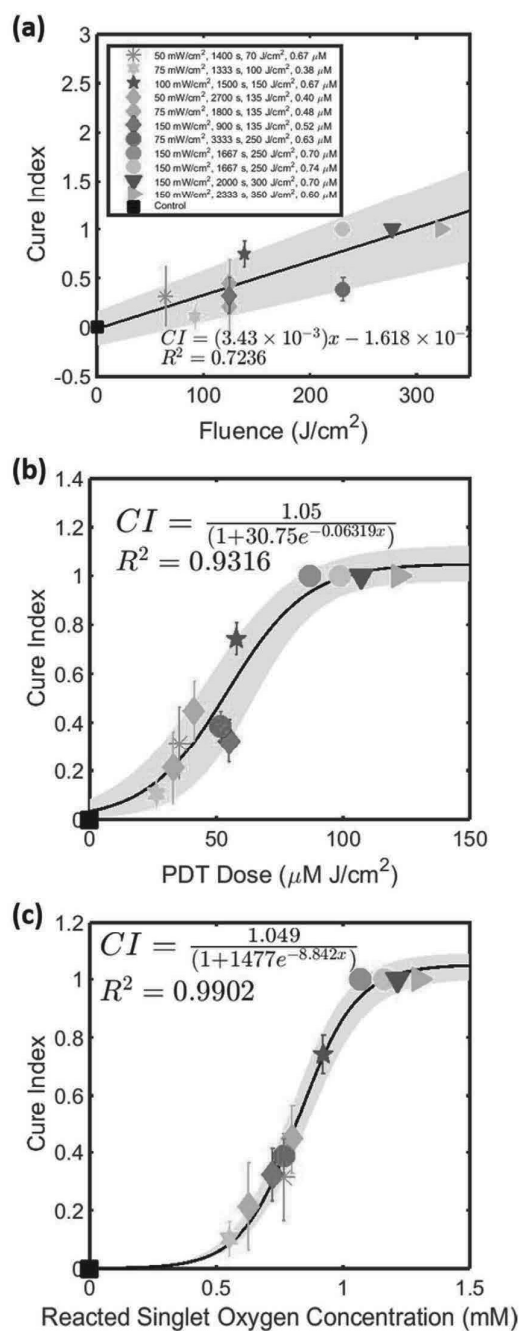 (a)
3
2.5
2
1.5
1
0.5
0
-0.5
Cure Index
50 mW/cm², 1400 s, 70 J/cm², 0.67 μM
75 mW/cm², 1333 s, 100 J/cm², 0.38 μM
100 mW/cm², 1500 s, 150 J/cm², 0.67 μM
50 mW/cm², 2700 s, 135 J/cm², 0.40 μM
75 mW/cm², 1800 s, 135 J/cm², 0.48 μM
150 mW/cm², 900 s, 135 J/cm², 0.52 μM
75 mW/cm², 3333 s, 250 J/cm², 0.63 μM
150 mW/cm², 1667 s, 250 J/cm², 0.70 μM
150 mW/cm², 1667 s, 250 J/cm², 0.74 μM
150 mW/cm², 2000 s, 300 J/cm², 0.70 μM
150 mW/cm², 2333 s, 350 J/cm², 0.60 μM
Control
CI = (3.43 × 10⁻³)x − 1.618 × 10⁻
R² = 0.7236
0 100 200 300
Fluence (J/cm²)
(b)
1.4
1.2
1
0.8
0.6
0.4
0.2
0
Cure Index
CI = 1.05/(1+30.75e^{-0.06319x})
R² = 0.9316
0 50 100 150
PDT Dose (μM J/cm²)
(c)
1.2
1
0.8
0.6
0.4
0.2
0
Cure Index
CI = 1.049/(1+1477e^{-8.842x})
R² = 0.9902
0 0.5 1 1.5
Reacted Singlet Oxygen Concentration (mM)